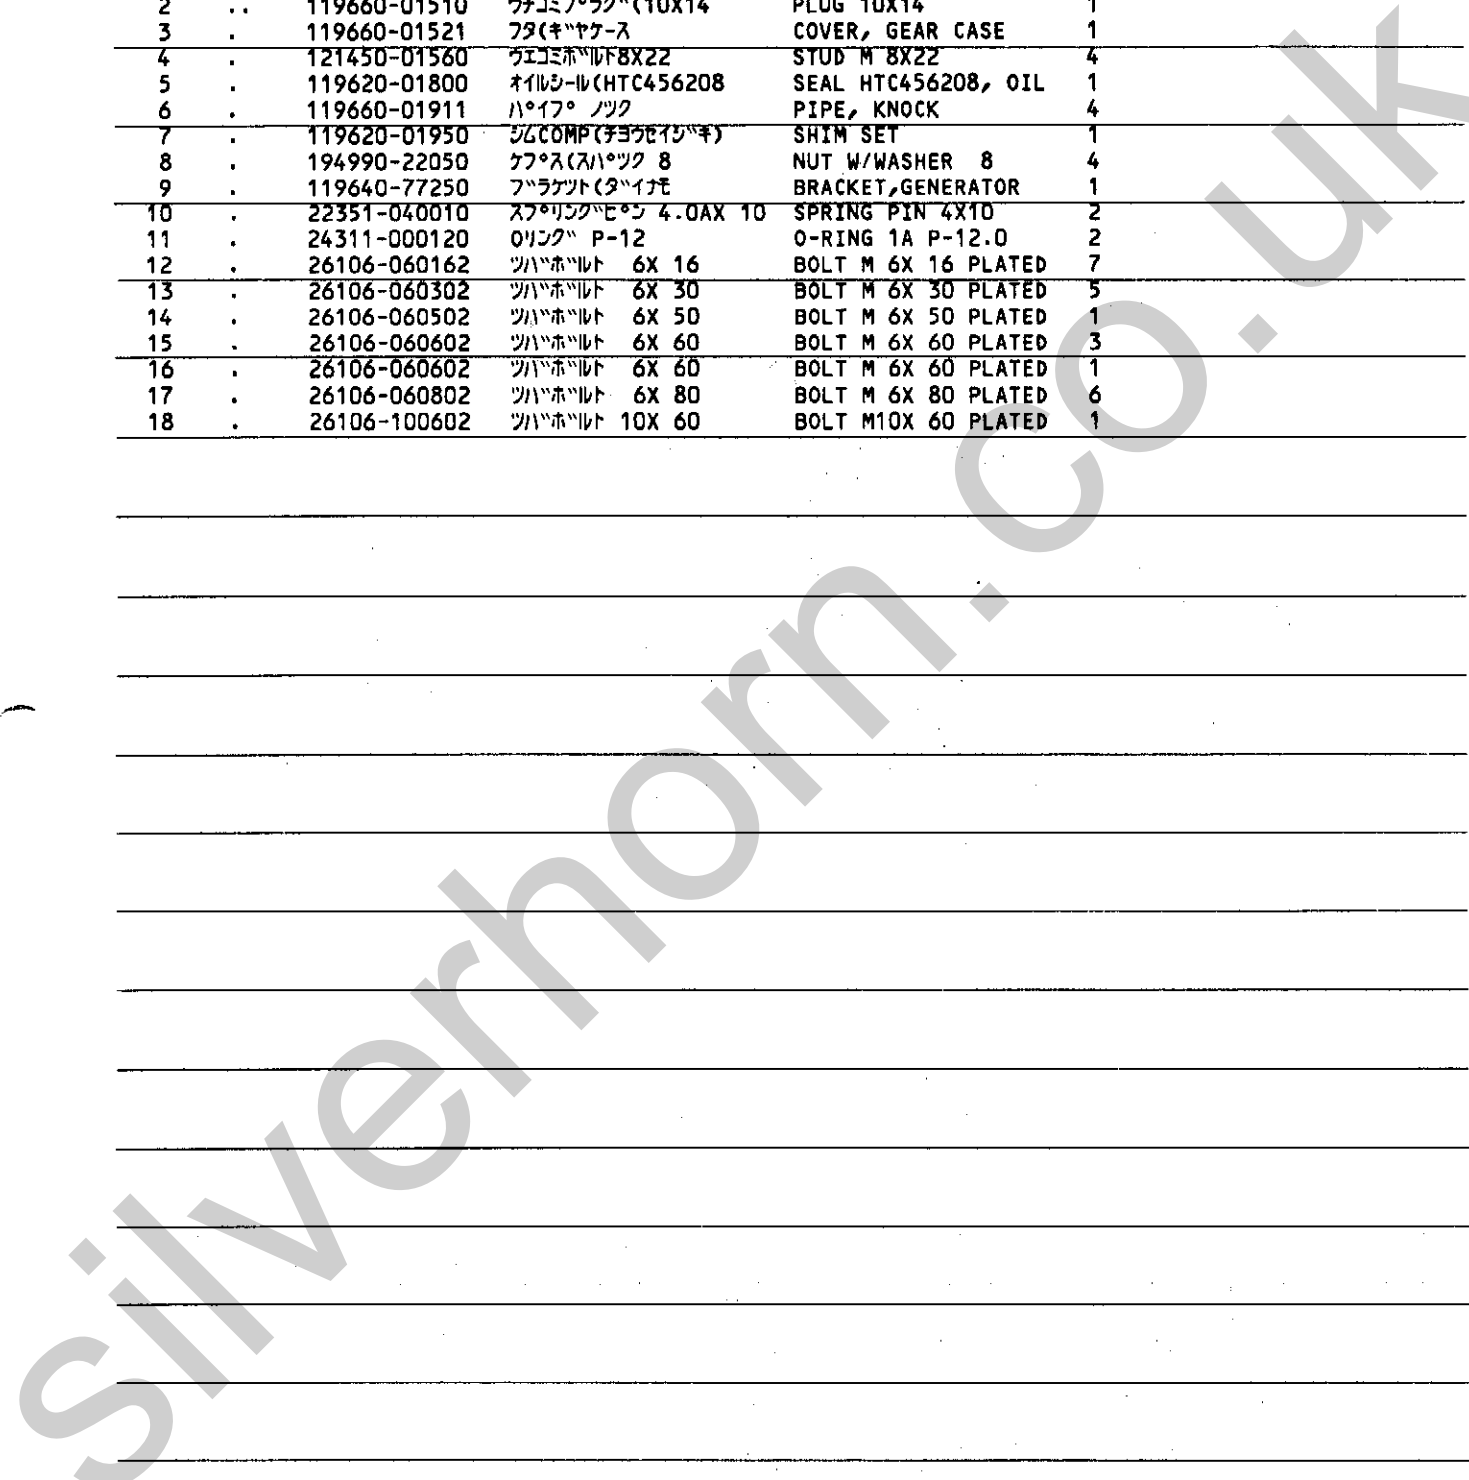 2 .. 119660-01510 ウチコミプラグ(10X14 PLUG 10X14 1
3 . 119660-01521 フタ(ギヤケース COVER, GEAR CASE 1
4 . 121450-01560 ウエコミボルト8X22 STUD M 8X22 4
5 . 119620-01800 オイルシール(HTC456208 SEAL HTC456208, OIL 1
6 . 119660-01911 パイプ ノツク PIPE, KNOCK 4
7 . 119620-01950 シムCOMP(チヨウセイジキ) SHIM SET 1
8 . 194990-22050 ケプス(スパツク 8 NUT W/WASHER 8 4
9 . 119640-77250 ブラケツト(ダイナモ BRACKET,GENERATOR 1
10 . 22351-040010 スプリングピン 4.0AX 10 SPRING PIN 4X10 2
11 . 24311-000120 Oリング P-12 O-RING 1A P-12.0 2
12 . 26106-060162 ツバボルト 6X 16 BOLT M 6X 16 PLATED 7
13 . 26106-060302 ツバボルト 6X 30 BOLT M 6X 30 PLATED 5
14 . 26106-060502 ツバボルト 6X 50 BOLT M 6X 50 PLATED 1
15 . 26106-060602 ツバボルト 6X 60 BOLT M 6X 60 PLATED 3
16 . 26106-060602 ツバボルト 6X 60 BOLT M 6X 60 PLATED 1
17 . 26106-060802 ツバボルト 6X 80 BOLT M 6X 80 PLATED 6
18 . 26106-100602 ツバボルト 10X 60 BOLT M10X 60 PLATED 1
silverhorn.co.uk